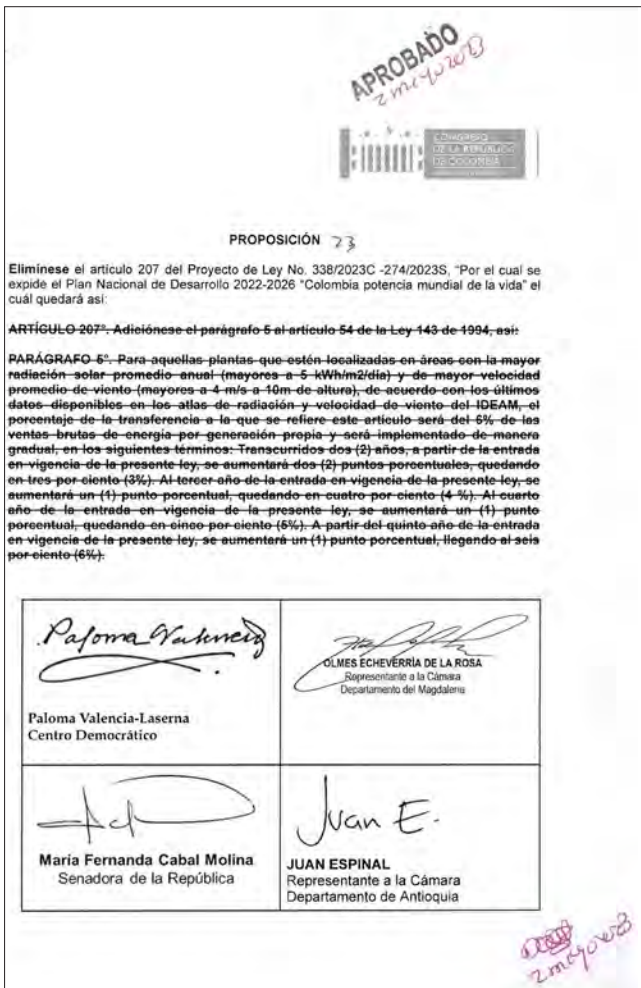 APROBADO
2 mayo 2023
CONGRESO
DE LA REPÚBLICA
DE COLOMBIA
PROPOSICIÓN 23
Elimínese el artículo 207 del Proyecto de Ley No. 338/2023C -274/2023S, "Por el cual se
expide el Plan Nacional de Desarrollo 2022-2026 "Colombia potencia mundial de la vida" el
cuál quedará así:
ARTÍCULO 207°. Adiciónese el parágrafo 5 al artículo 54 de la Ley 143 de 1994, así:
PARÁGRAFO 5°. Para aquellas plantas que estén localizadas en áreas con la mayor
radiación solar promedio anual (mayores a 5 kWh/m2/día) y de mayor velocidad
promedio de viento (mayores a 4 m/s a 10m de altura), de acuerdo con los últimos
datos disponibles en los atlas de radiación y velocidad de viento del IDEAM, el
porcentaje de la transferencia a la que se refiere este artículo será del 6% de las
ventas brutas de energía por generación propia y será implementado de manera
gradual, en los siguientes términos: Transcurridos dos (2) años, a partir de la entrada
en vigencia de la presente ley, se aumentará dos (2) puntos porcentuales, quedando
en tres por ciento (3%). Al tercer año de la entrada en vigencia de la presente ley, se
aumentará un (1) punto porcentual, quedando en cuatro por ciento (4 %). Al cuarto
año de la entrada en vigencia de la presente ley, se aumentará un (1) punto
porcentual, quedando en cinco por ciento (5%). A partir del quinto año de la entrada
en vigencia de la presente ley, se aumentará un (1) punto porcentual, llegando al seis
por ciento (6%).
Paloma Valencia
Paloma Valencia-Laserna
Centro Democrático
OLMES ECHEVERRÍA DE LA ROSA
Representante a la Cámara
Departamento del Magdalena
María Fernanda Cabal Molina
Senadora de la República
Juan E.
JUAN ESPINAL
Representante a la Cámara
Departamento de Antioquia
2 mayo 2023